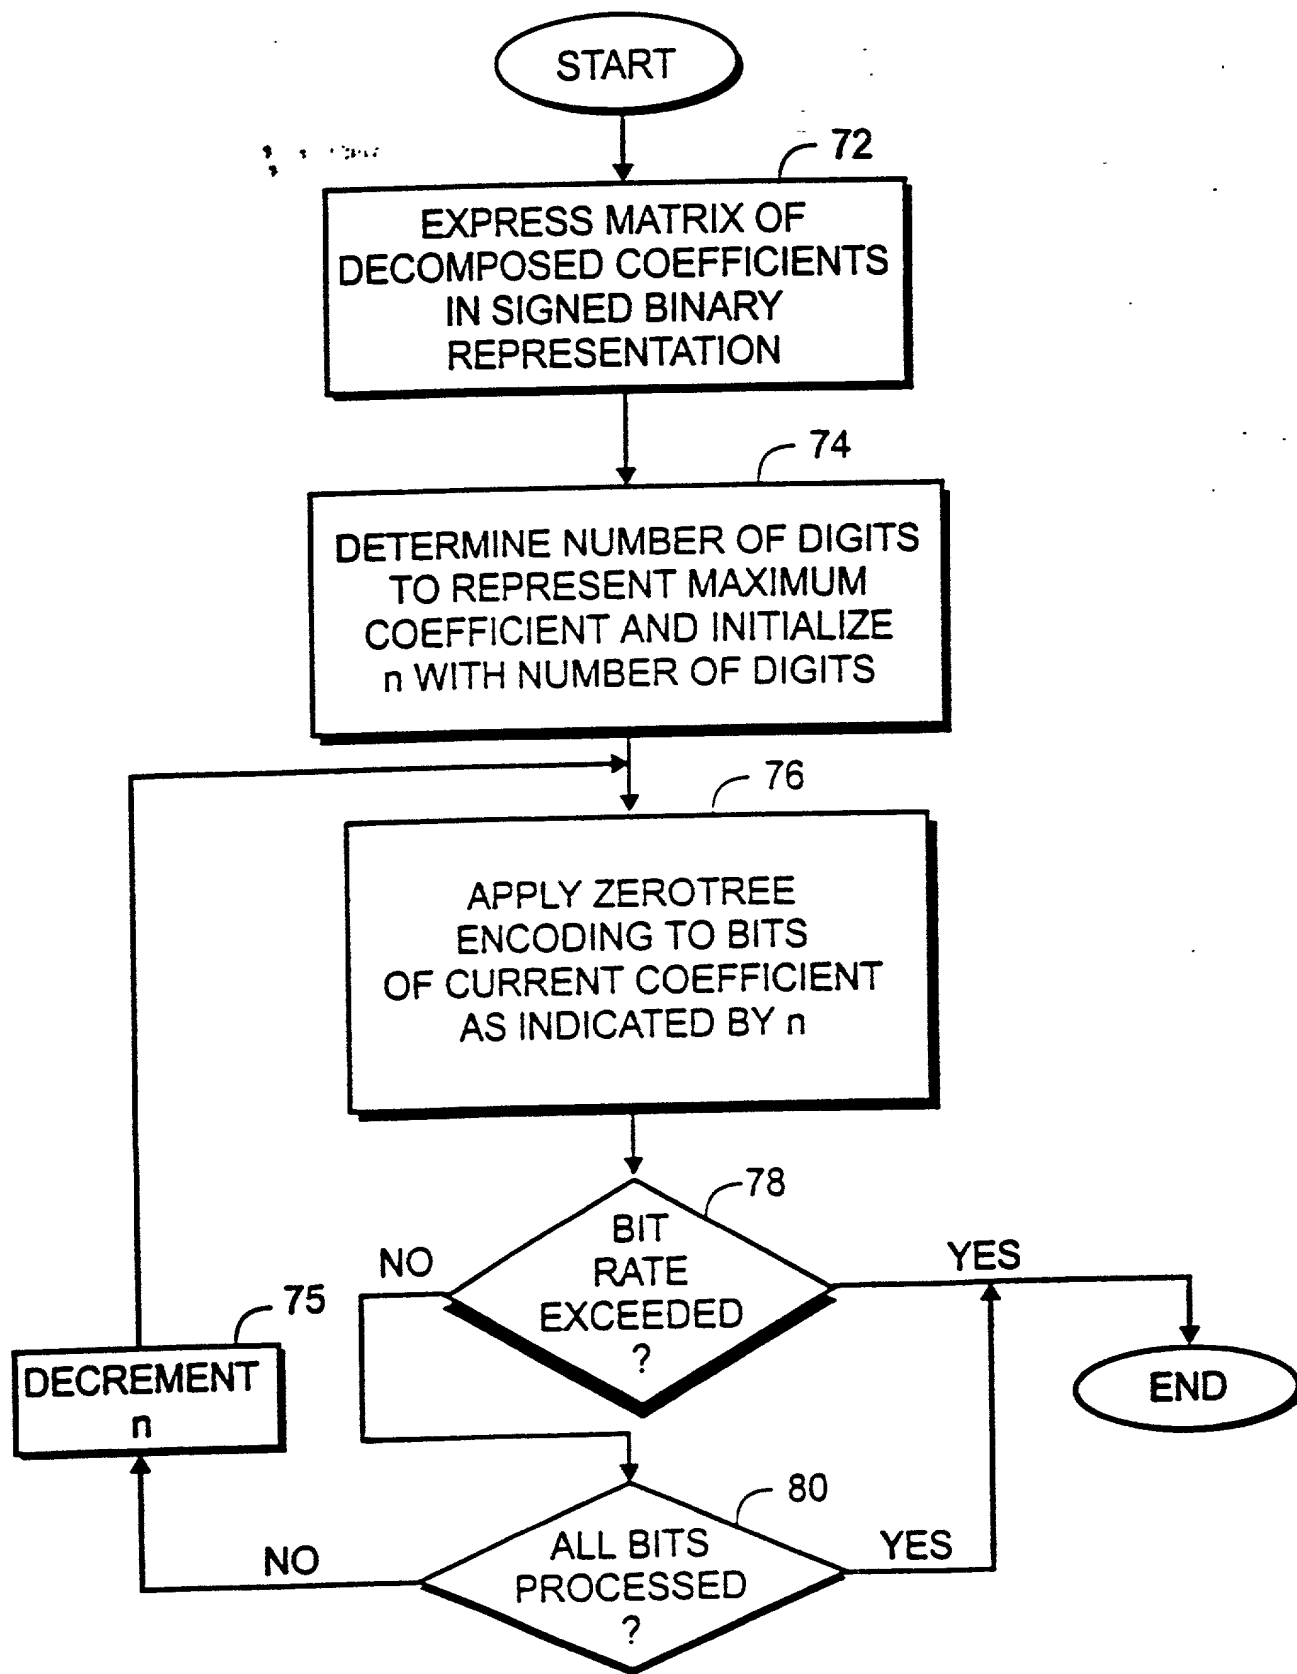 START
72
EXPRESS MATRIX OF
DECOMPOSED COEFFICIENTS
IN SIGNED BINARY
REPRESENTATION
74
DETERMINE NUMBER OF DIGITS
TO REPRESENT MAXIMUM
COEFFICIENT AND INITIALIZE
n WITH NUMBER OF DIGITS
76
APPLY ZEROTREE
ENCODING TO BITS
OF CURRENT COEFFICIENT
AS INDICATED BY n
78
BIT
RATE
EXCEEDED
?
NO
YES
75
DECREMENT
n
END
80
ALL BITS
PROCESSED
?
NO
YES